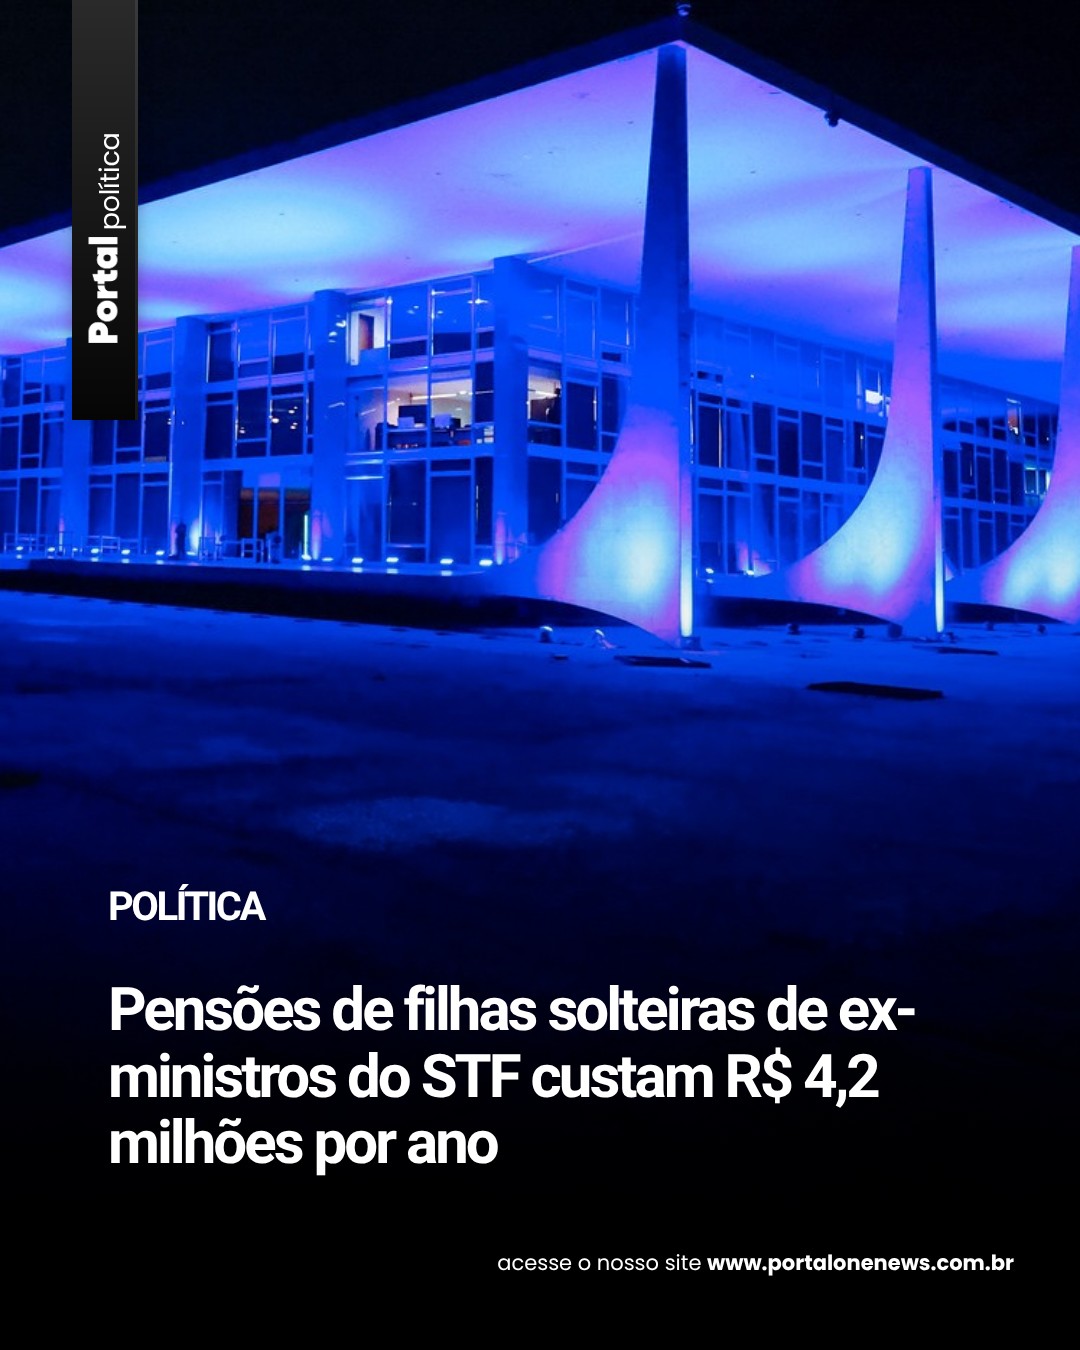 Portal política
POLÍTICA
Pensões de filhas solteiras de ex-
ministros do STF custam R$ 4,2
milhões por ano
acesse o nosso site www.portalonenews.com.br